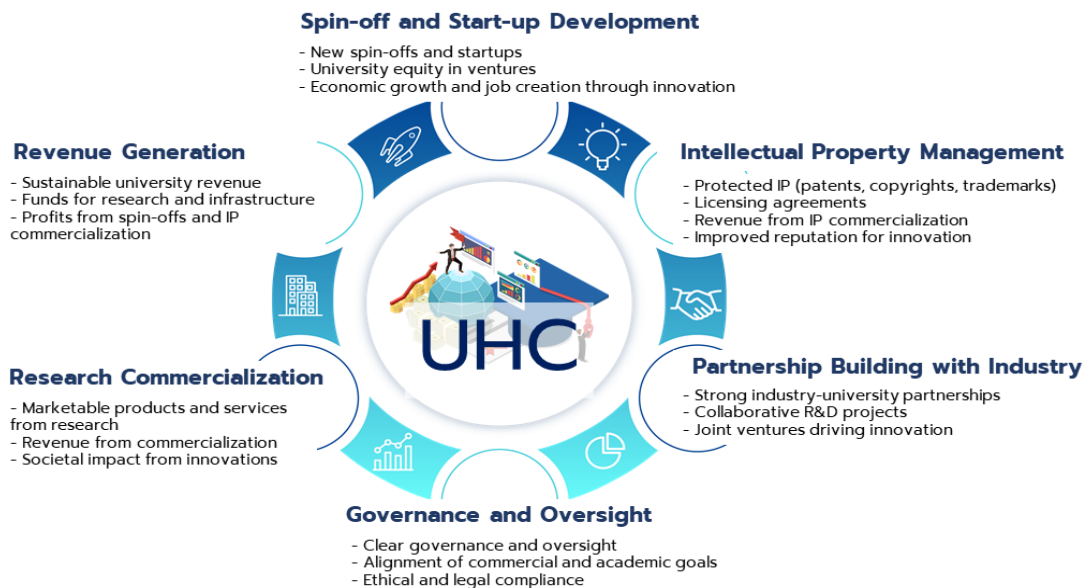 Spin-off and Start-up Development
- New spin-offs and startups
- University equity in ventures
- Economic growth and job creation through innovation
Revenue Generation
- Sustainable university revenue
- Funds for research and infrastructure
- Profits from spin-offs and IP
commercialization
Intellectual Property Management
- Protected IP (patents, copyrights, trademarks)
- Licensing agreements
- Revenue from IP commercialization
- Improved reputation for innovation
UHC
Research Commercialization
- Marketable products and services
from research
- Revenue from commercialization
- Societal impact from innovations
Partnership Building with Industry
- Strong industry-university partnerships
- Collaborative R&D projects
- Joint ventures driving innovation
Governance and Oversight
- Clear governance and oversight
- Alignment of commercial and academic goals
- Ethical and legal compliance